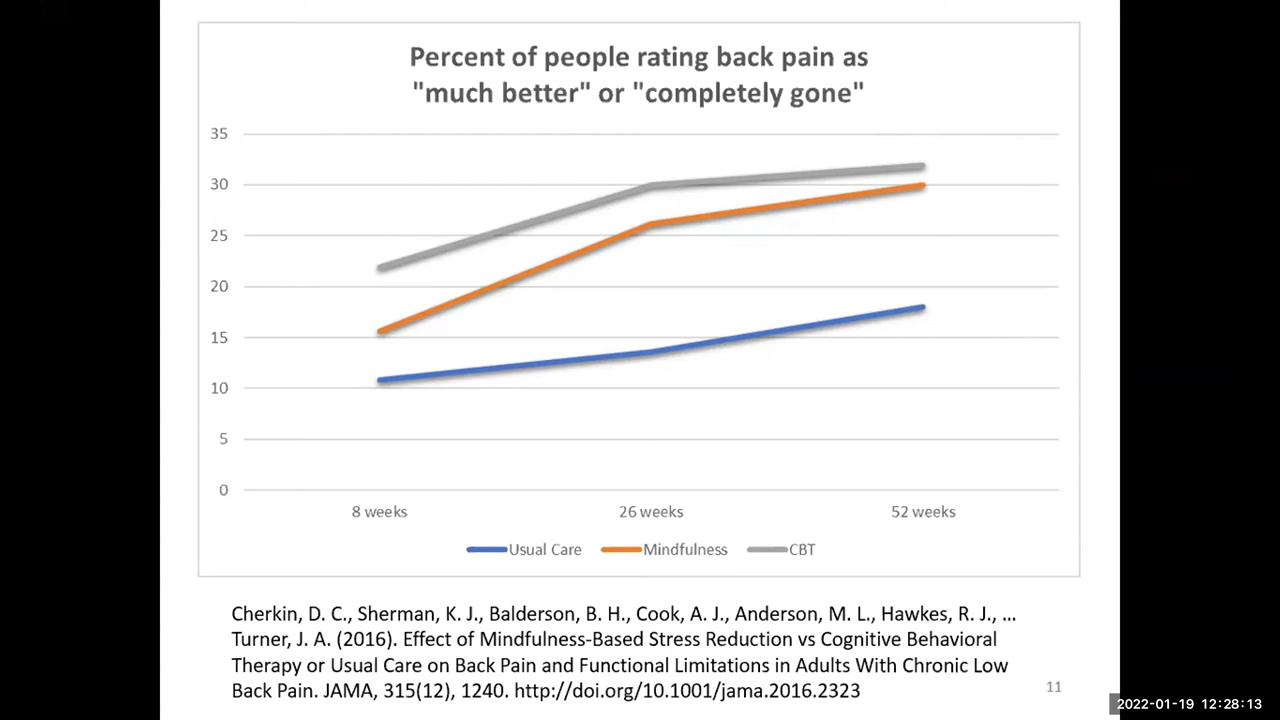 Percent of people rating back pain as
"much better" or "completely gone"
35
30
25
20
15
10
5
0
8 weeks 26 weeks 52 weeks
Usual Care Mindfulness CBT
Cherkin, D. C., Sherman, K. J., Balderson, B. H., Cook, A. J., Anderson, M. L., Hawkes, R. J., ...
Turner, J. A. (2016). Effect of Mindfulness-Based Stress Reduction vs Cognitive Behavioral
Therapy or Usual Care on Back Pain and Functional Limitations in Adults With Chronic Low
Back Pain. JAMA, 315(12), 1240. http://doi.org/10.1001/jama.2016.2323
11
2022-01-19 12:28:13